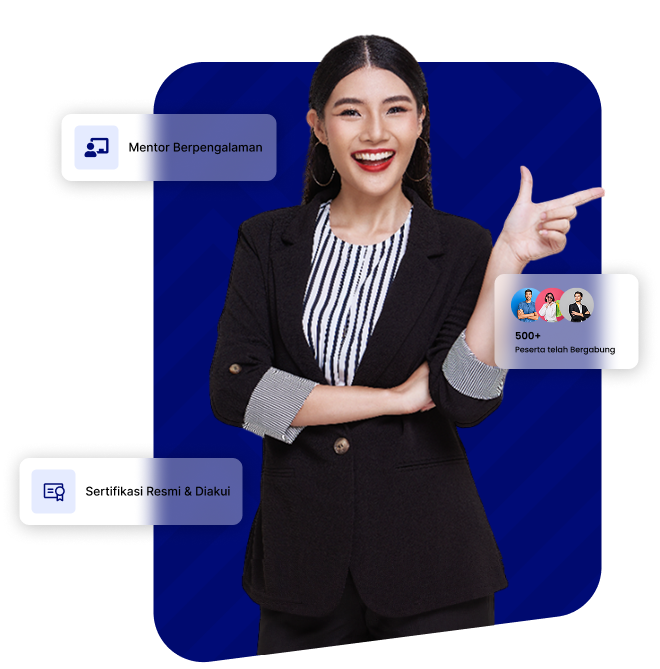 Mentor Berpengalaman
500+
Peserta telah Bergabung
Sertifikasi Resmi & Diakui